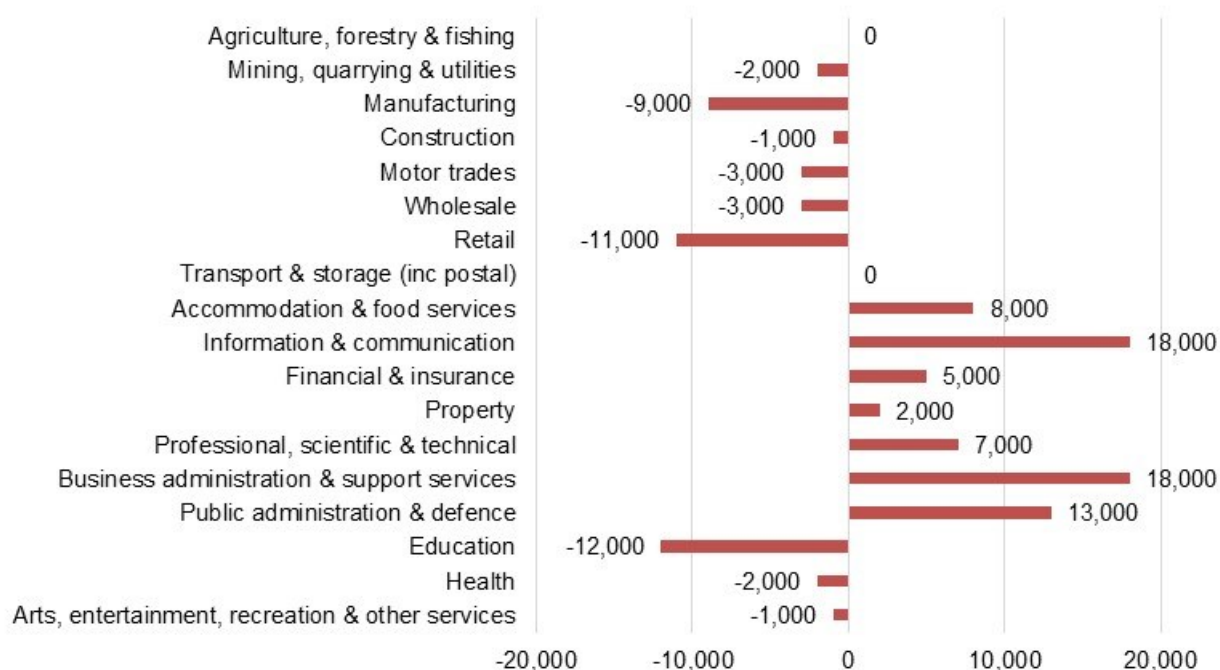 Agriculture, forestry & fishing 0
Mining, quarrying & utilities -2,000
Manufacturing -9,000
Construction -1,000
Motor trades -3,000
Wholesale -3,000
Retail -11,000
Transport & storage (inc postal) 0
Accommodation & food services 8,000
Information & communication 18,000
Financial & insurance 5,000
Property 2,000
Professional, scientific & technical 7,000
Business administration & support services 18,000
Public administration & defence 13,000
Education -12,000
Health -2,000
Arts, entertainment, recreation & other services -1,000
-20,000 -10,000 0 10,000 20,000